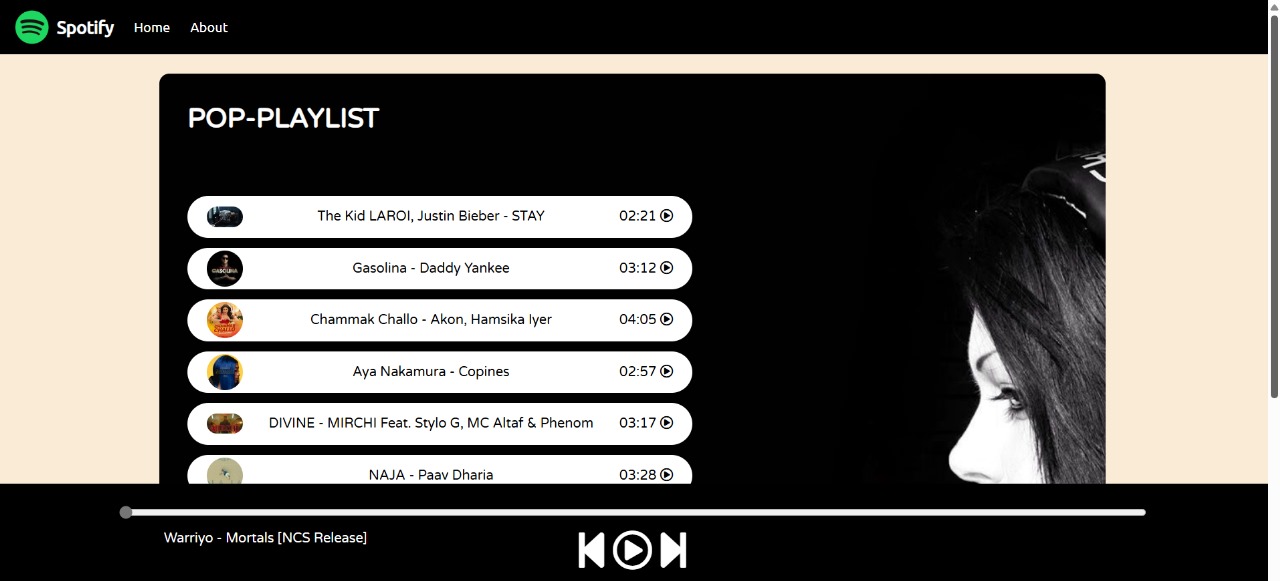 Spotify Home About
POP-PLAYLIST
The Kid LAROI, Justin Bieber - STAY 02:21
GASOLINA
Gasolina - Daddy Yankee 03:12
Chammak Challo - Akon, Hamsika Iyer 04:05
Aya Nakamura - Copines 02:57
DIVINE - MIRCHI Feat. Stylo G, MC Altaf & Phenom 03:17
NAJA - Paav Dharia 03:28
Warriyo - Mortals [NCS Release]